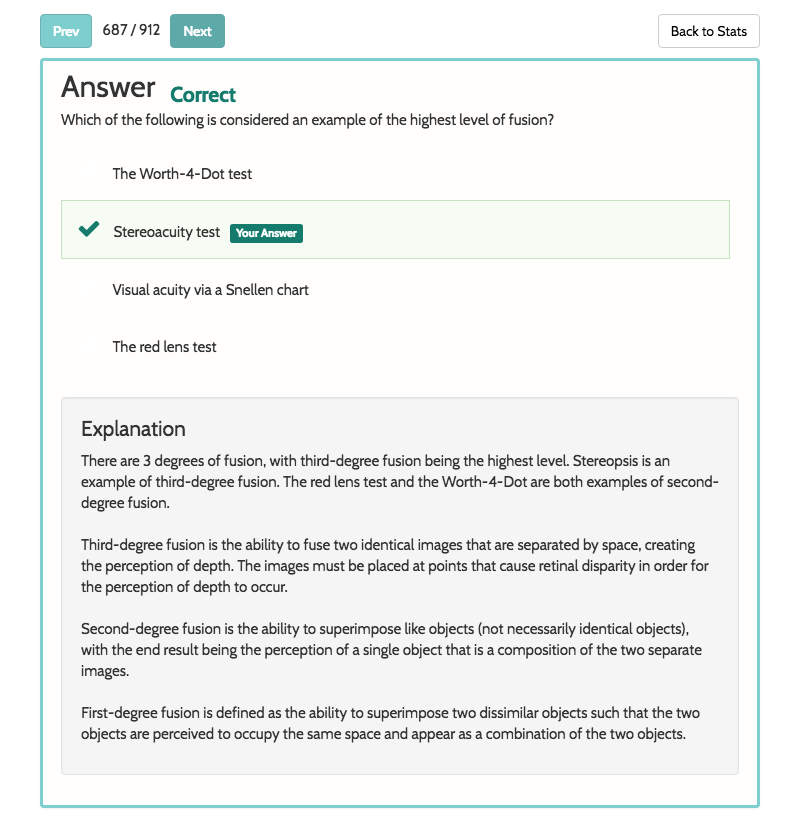 Prev 687 / 912 Next Back to Stats
Answer Correct
Which of the following is considered an example of the highest level of fusion?
The Worth-4-Dot test
Stereoacuity test Your Answer
Visual acuity via a Snellen chart
The red lens test
Explanation
There are 3 degrees of fusion, with third-degree fusion being the highest level. Stereopsis is an
example of third-degree fusion. The red lens test and the Worth-4-Dot are both examples of second-
degree fusion.
Third-degree fusion is the ability to fuse two identical images that are separated by space, creating
the perception of depth. The images must be placed at points that cause retinal disparity in order for
the perception of depth to occur.
Second-degree fusion is the ability to superimpose like objects (not necessarily identical objects),
with the end result being the perception of a single object that is a composition of the two separate
images.
First-degree fusion is defined as the ability to superimpose two dissimilar objects such that the two
objects are perceived to occupy the same space and appear as a combination of the two objects.